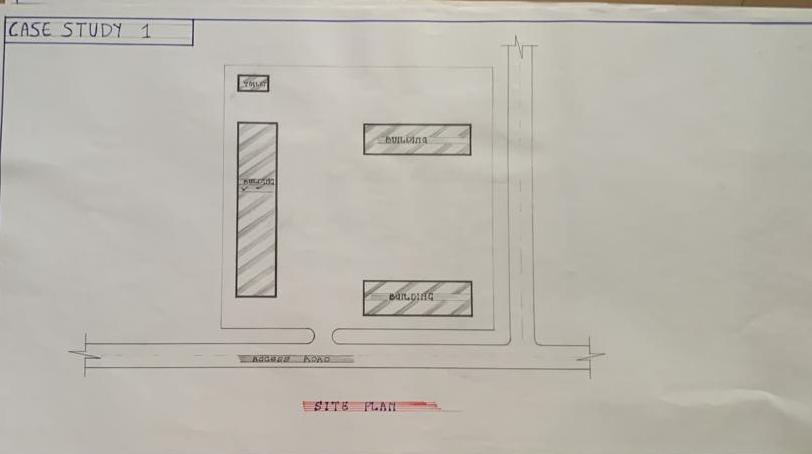 CASE STUDY 1
TOILET
BUILDING
BUILDING
BUILDING
ACCESS ROAD
SITE PLAN